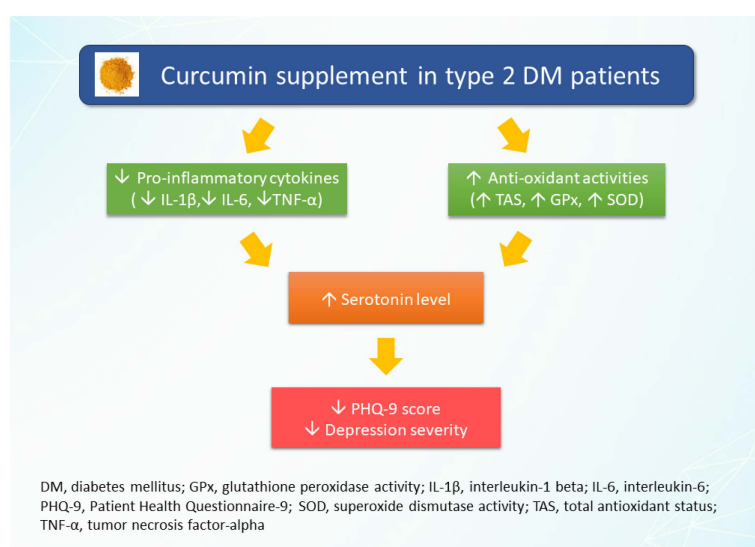 Curcumin supplement in type 2 DM patients
↓ Pro-inflammatory cytokines
( ↓ IL-1β,↓ IL-6, ↓TNF-α)
↑ Anti-oxidant activities
(↑ TAS, ↑ GPx, ↑ SOD)
↑ Serotonin level
↓ PHQ-9 score
↓ Depression severity
DM, diabetes mellitus; GPx, glutathione peroxidase activity; IL-1β, interleukin-1 beta; IL-6, interleukin-6;
PHQ-9, Patient Health Questionnaire-9; SOD, superoxide dismutase activity; TAS, total antioxidant status;
TNF-α, tumor necrosis factor-alpha